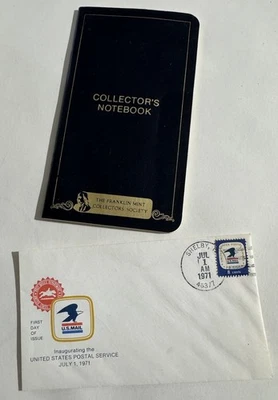 COLLECTOR'S
NOTEBOOK
THE FRANKLIN MINT
COLLECTORS SOCIETY
SHELBY,
JUL
1
AM
1971
FIRST
DAY
OF
ISSUE
U.S.MAIL
Inaugurating the
UNITED STATES POSTAL SERVICE
JULY 1, 1971